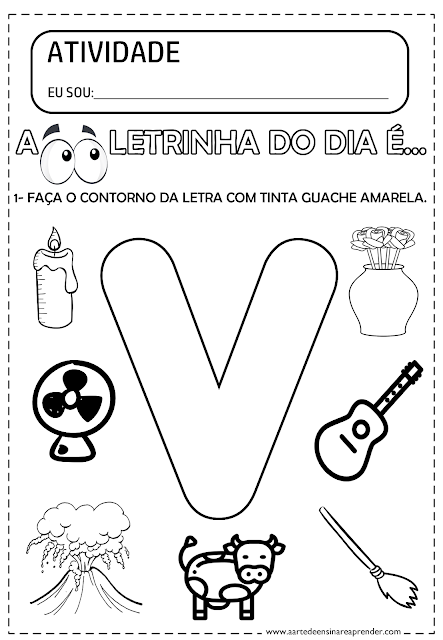 ATIVIDADE
EU SOU:
A LETRINHA DO DIA É...
1- FAÇA O CONTORNO DA LETRA COM TINTA GUACHE AMARELA.
V
www.aartedeensinareaprender.com